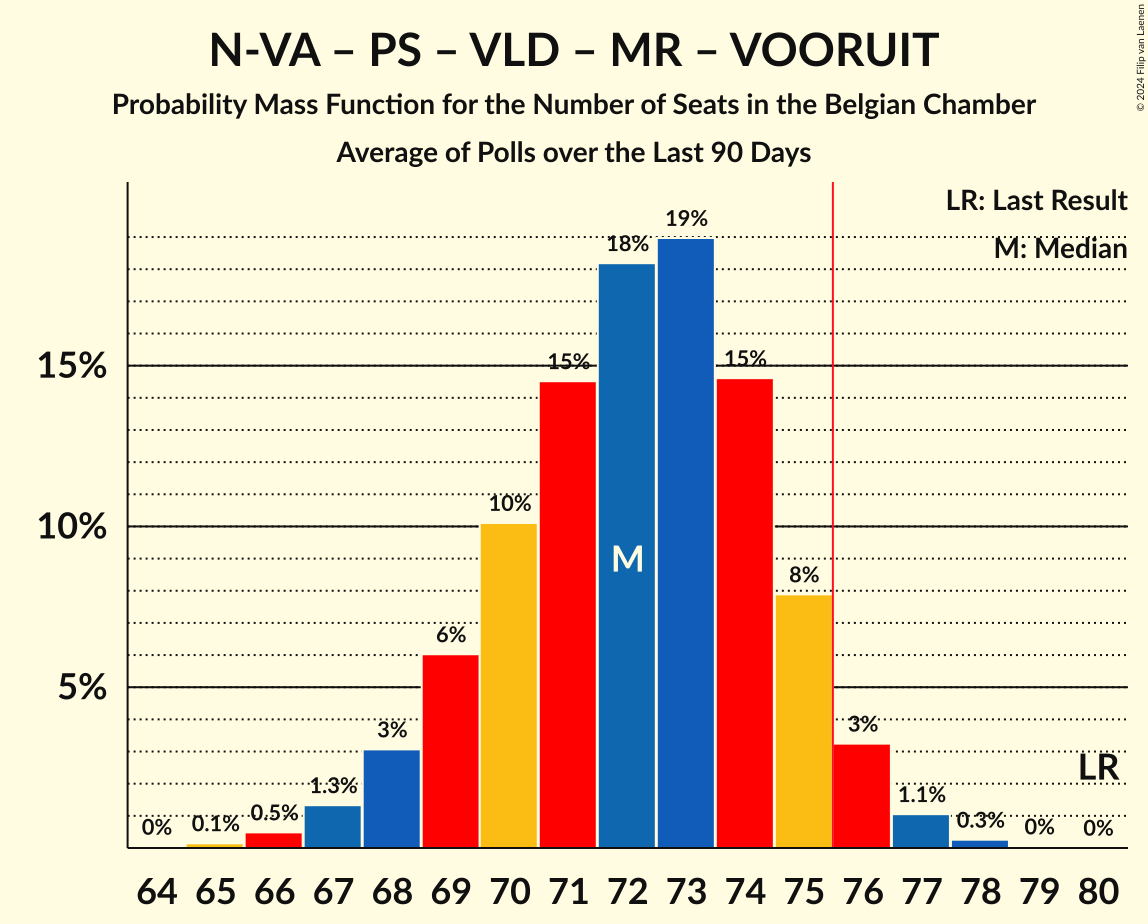 N-VA – PS – VLD – MR – VOORUIT
Probability Mass Function for the Number of Seats in the Belgian Chamber
Average of Polls over the Last 90 Days
© 2024 Filip van Laenen
LR: Last Result
M: Median
15%
10%
5%
0%
0.1%
0.5%
1.3%
3%
6%
10%
15%
18%
19%
15%
8%
3%
1.1%
0.3%
0%
0%
M
LR
64 65 66 67 68 69 70 71 72 73 74 75 76 77 78 79 80